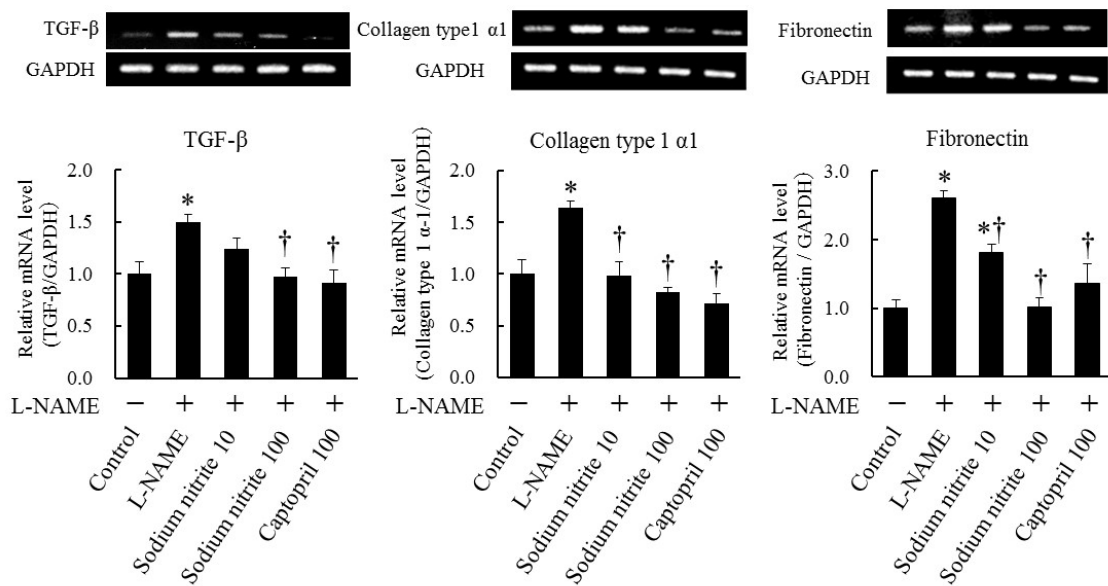 TGF-β
GAPDH
Collagen type1 α1
GAPDH
Fibronectin
GAPDH
TGF-β
Relative mRNA level
(TGF-β/GAPDH)
2.0
1.5
1.0
0.5
0.0
*
†
†
L-NAME
− + + + +
Control
L-NAME
Sodium nitrite 10
Sodium nitrite 100
Captopril 100
Collagen type 1 α1
Relative mRNA level
(Collagen type 1 α-1/GAPDH)
2.0
1.5
1.0
0.5
0.0
*
†
†
†
L-NAME
− + + + +
Control
L-NAME
Sodium nitrite 10
Sodium nitrite 100
Captopril 100
Fibronectin
Relative mRNA level
(Fibronectin / GAPDH)
3.0
2.0
1.0
0.0
*
*†
†
†
L-NAME
− + + + +
Control
L-NAME
Sodium nitrite 10
Sodium nitrite 100
Captopril 100